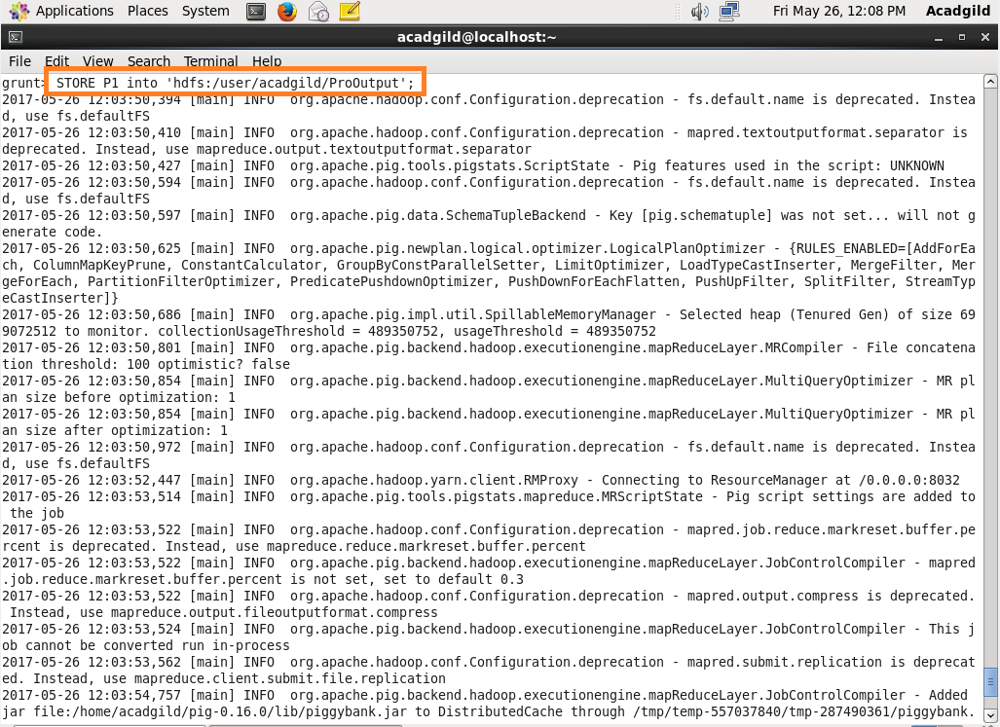 Applications Places System Fri May 26, 12:08 PM Acadgild
acadgild@localhost:~
File Edit View Search Terminal Help
grunt> STORE P1 into 'hdfs:/user/acadgild/ProOutput';
2017-05-26 12:03:50,394 [main] INFO  org.apache.hadoop.conf.Configuration.deprecation - fs.default.name is deprecated. Instea
d, use fs.defaultFS
2017-05-26 12:03:50,410 [main] INFO  org.apache.hadoop.conf.Configuration.deprecation - mapred.textoutputformat.separator is
deprecated. Instead, use mapreduce.output.textoutputformat.separator
2017-05-26 12:03:50,427 [main] INFO  org.apache.pig.tools.pigstats.ScriptState - Pig features used in the script: UNKNOWN
2017-05-26 12:03:50,594 [main] INFO  org.apache.hadoop.conf.Configuration.deprecation - fs.default.name is deprecated. Instea
d, use fs.defaultFS
2017-05-26 12:03:50,597 [main] INFO  org.apache.pig.data.SchemaTupleBackend - Key [pig.schematuple] was not set... will not g
enerate code.
2017-05-26 12:03:50,625 [main] INFO  org.apache.pig.newplan.logical.optimizer.LogicalPlanOptimizer - {RULES_ENABLED=[AddForEa
ch, ColumnMapKeyPrune, ConstantCalculator, GroupByConstParallelSetter, LimitOptimizer, LoadTypeCastInserter, MergeFilter, Mer
geForEach, PartitionFilterOptimizer, PredicatePushdownOptimizer, PushDownForEachFlatten, PushUpFilter, SplitFilter, StreamTyp
eCastInserter]}
2017-05-26 12:03:50,686 [main] INFO  org.apache.pig.impl.util.SpillableMemoryManager - Selected heap (Tenured Gen) of size 69
9072512 to monitor. collectionUsageThreshold = 489350752, usageThreshold = 489350752
2017-05-26 12:03:50,801 [main] INFO  org.apache.pig.backend.hadoop.executionengine.mapReduceLayer.MRCompiler - File concatena
tion threshold: 100 optimistic? false
2017-05-26 12:03:50,854 [main] INFO  org.apache.pig.backend.hadoop.executionengine.mapReduceLayer.MultiQueryOptimizer - MR pl
an size before optimization: 1
2017-05-26 12:03:50,854 [main] INFO  org.apache.pig.backend.hadoop.executionengine.mapReduceLayer.MultiQueryOptimizer - MR pl
an size after optimization: 1
2017-05-26 12:03:50,972 [main] INFO  org.apache.hadoop.conf.Configuration.deprecation - fs.default.name is deprecated. Instea
d, use fs.defaultFS
2017-05-26 12:03:52,447 [main] INFO  org.apache.hadoop.yarn.client.RMProxy - Connecting to ResourceManager at /0.0.0.0:8032
2017-05-26 12:03:53,514 [main] INFO  org.apache.pig.tools.pigstats.mapreduce.MRScriptState - Pig script settings are added to
 the job
2017-05-26 12:03:53,522 [main] INFO  org.apache.hadoop.conf.Configuration.deprecation - mapred.job.reduce.markreset.buffer.pe
rcent is deprecated. Instead, use mapreduce.reduce.markreset.buffer.percent
2017-05-26 12:03:53,522 [main] INFO  org.apache.pig.backend.hadoop.executionengine.mapReduceLayer.JobControlCompiler - mapred
.job.reduce.markreset.buffer.percent is not set, set to default 0.3
2017-05-26 12:03:53,522 [main] INFO  org.apache.hadoop.conf.Configuration.deprecation - mapred.output.compress is deprecated.
 Instead, use mapreduce.output.fileoutputformat.compress
2017-05-26 12:03:53,524 [main] INFO  org.apache.pig.backend.hadoop.executionengine.mapReduceLayer.JobControlCompiler - This j
ob cannot be converted run in-process
2017-05-26 12:03:53,562 [main] INFO  org.apache.hadoop.conf.Configuration.deprecation - mapred.submit.replication is deprecat
ed. Instead, use mapreduce.client.submit.file.replication
2017-05-26 12:03:54,757 [main] INFO  org.apache.pig.backend.hadoop.executionengine.mapReduceLayer.JobControlCompiler - Added
jar file:/home/acadgild/pig-0.16.0/lib/piggybank.jar to DistributedCache through /tmp/temp-557037840/tmp-287490361/piggybank.